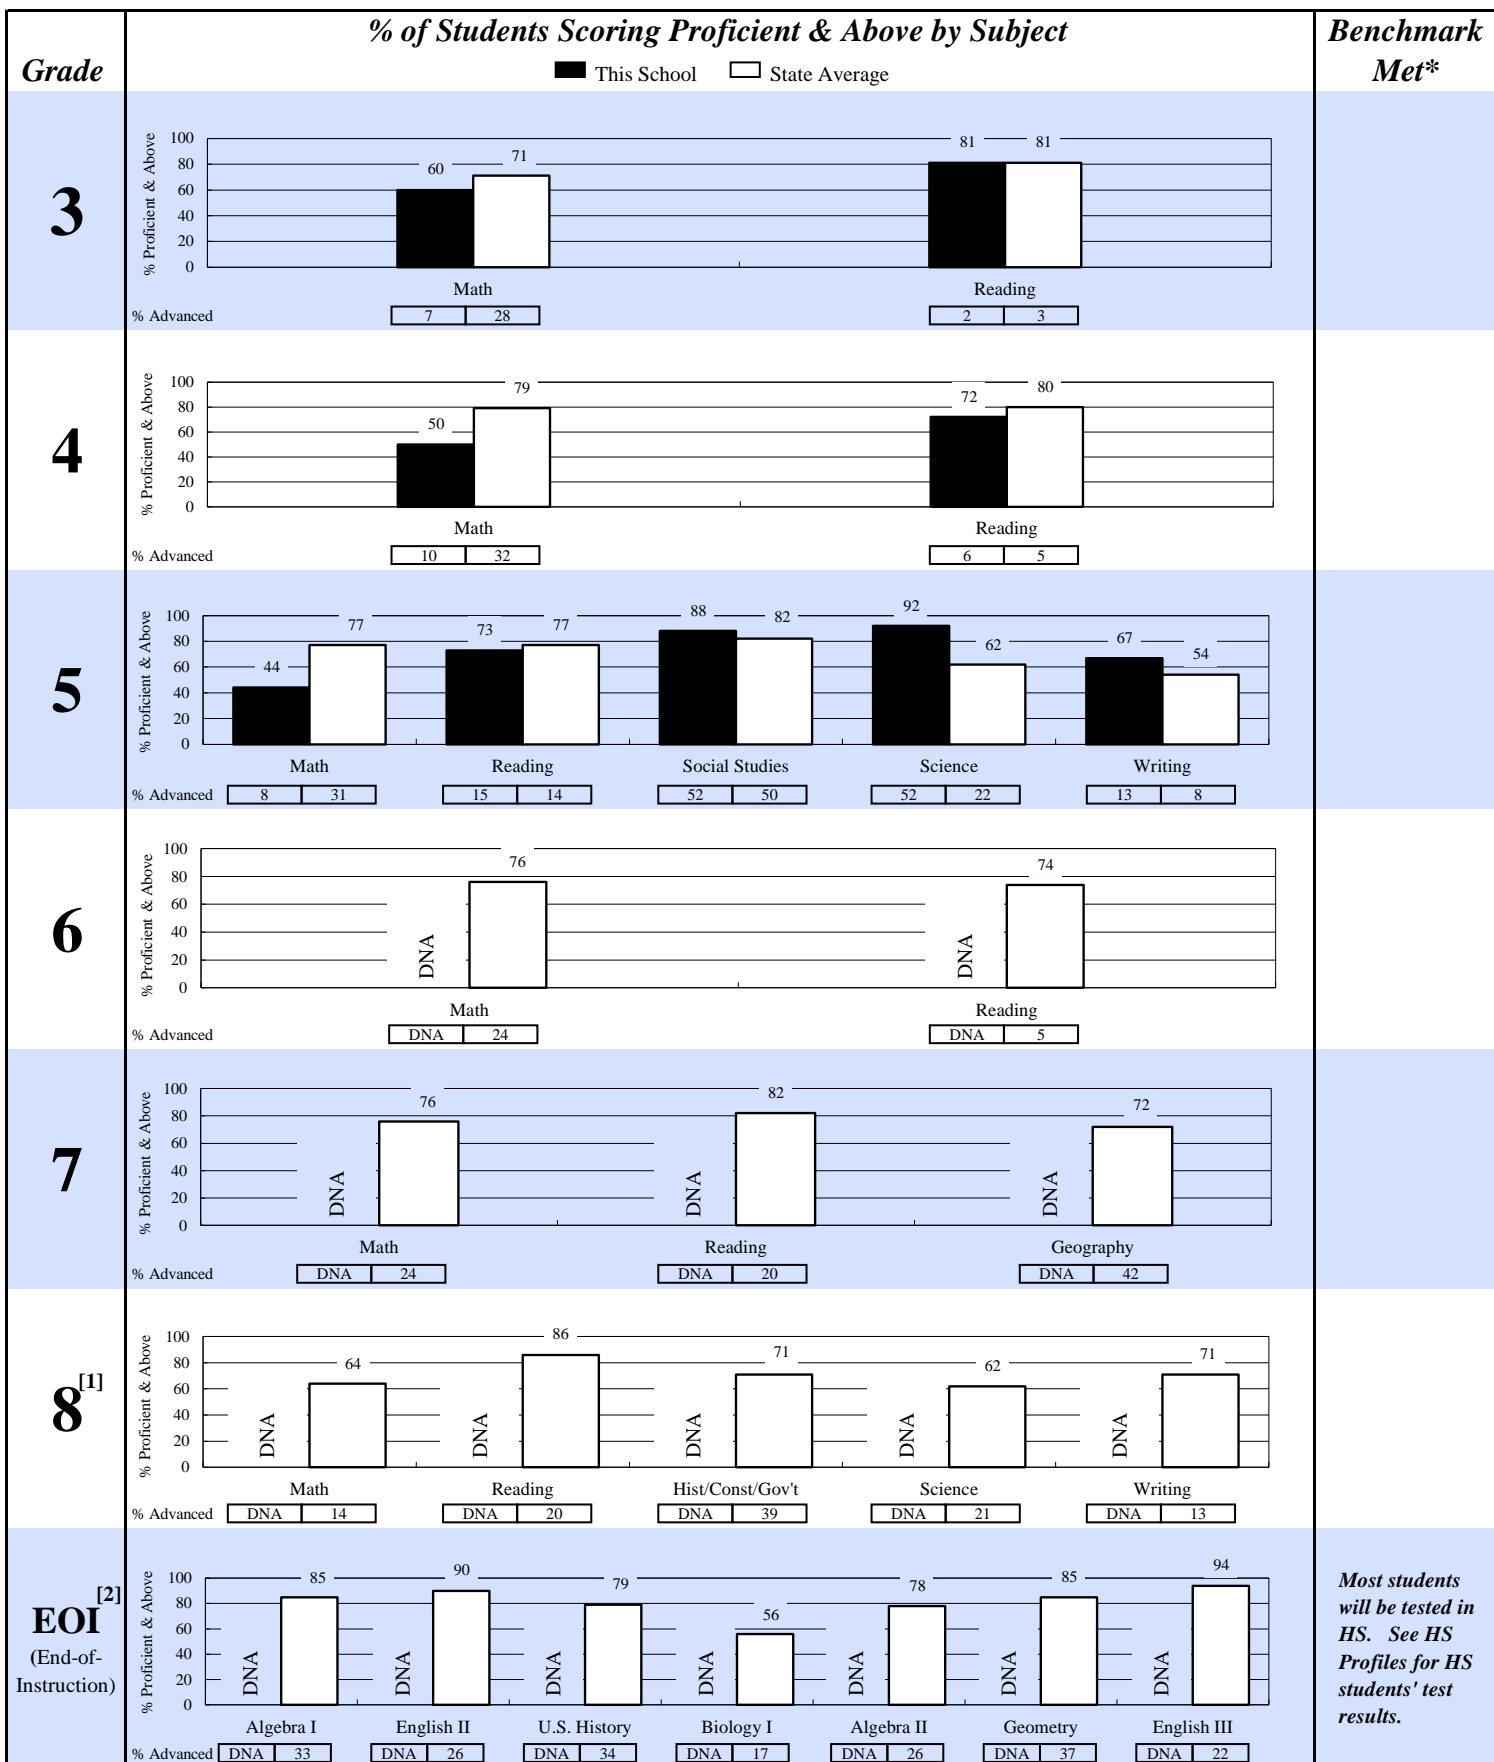 % of Students Scoring Proficient & Above by Subject
Benchmark
Met*
Grade
This School State Average
3
% Proficient & Above
100
80
60
40
20
0
60 71 81 81
Math Reading
% Advanced 7 28 2 3
4
% Proficient & Above
100
80
60
40
20
0
50 79 72 80
Math Reading
% Advanced 10 32 6 5
5
% Proficient & Above
100
80
60
40
20
0
44 77 73 77 88 82 92 62 67 54
Math Reading Social Studies Science Writing
% Advanced 8 31 15 14 52 50 52 22 13 8
6
% Proficient & Above
100
80
60
40
20
0
DNA 76 DNA 74
Math Reading
% Advanced DNA 24 DNA 5
7
% Proficient & Above
100
80
60
40
20
0
DNA 76 DNA 82 DNA 72
Math Reading Geography
% Advanced DNA 24 DNA 20 DNA 42
8[1]
% Proficient & Above
100
80
60
40
20
0
DNA 64 DNA 86 DNA 71 DNA 62 DNA 71
Math Reading Hist/Const/Gov't Science Writing
% Advanced DNA 14 DNA 20 DNA 39 DNA 21 DNA 13
EOI[2]
(End-of-
Instruction)
% Proficient & Above
100
80
60
40
20
0
DNA 85 DNA 90 DNA 79 DNA 56 DNA 78 DNA 85 DNA 94
Algebra I English II U.S. History Biology I Algebra II Geometry English III
% Advanced DNA 33 DNA 26 DNA 34 DNA 17 DNA 26 DNA 37 DNA 22
Most students
will be tested in
HS. See HS
Profiles for HS
students' test
results.